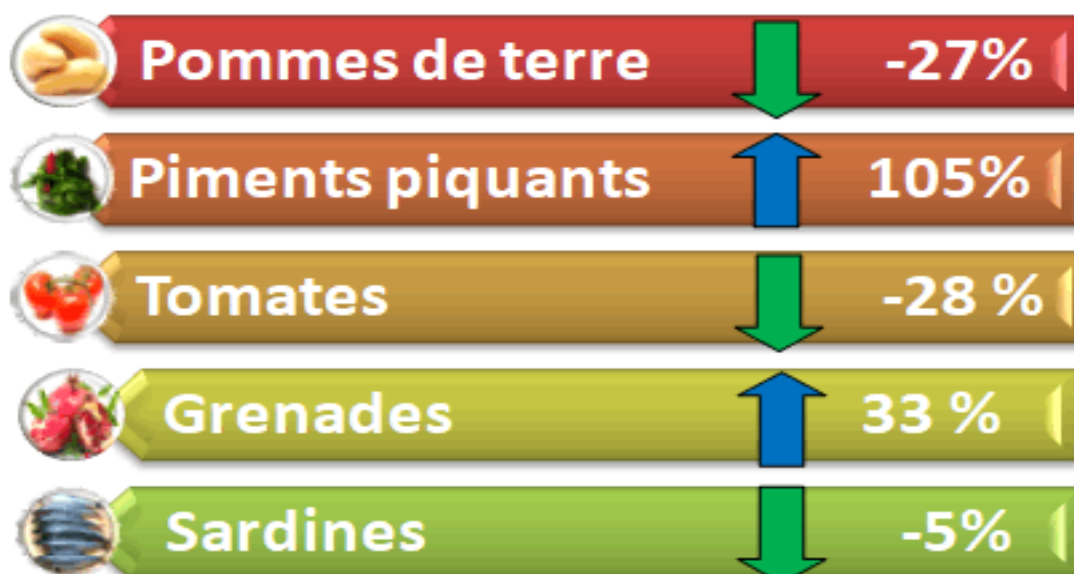 Pommes de terre -27%
Piments piquants 105%
Tomates -28 %
Grenades 33 %
Sardines -5%